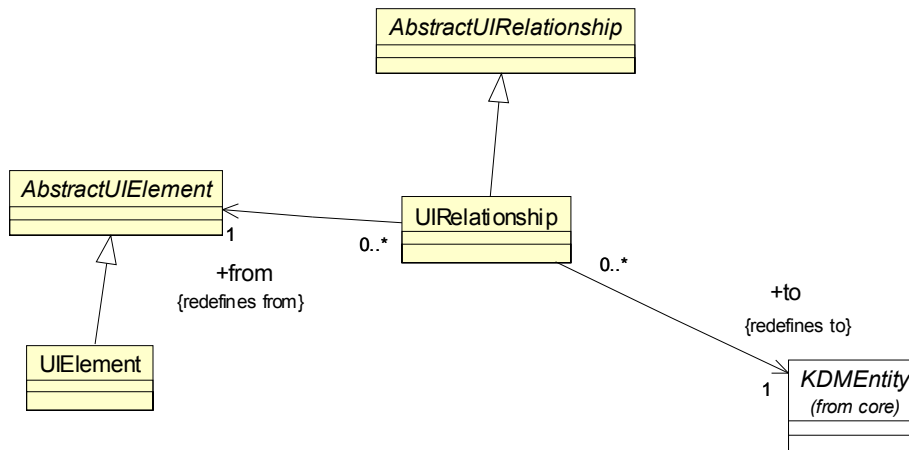 AbstractUIRelationship
AbstractUIElement
UIRelationship
1
0..*
0..*
+from
{redefines from}
+to
{redefines to}
UIElement
1
KDMEntity
(from core)